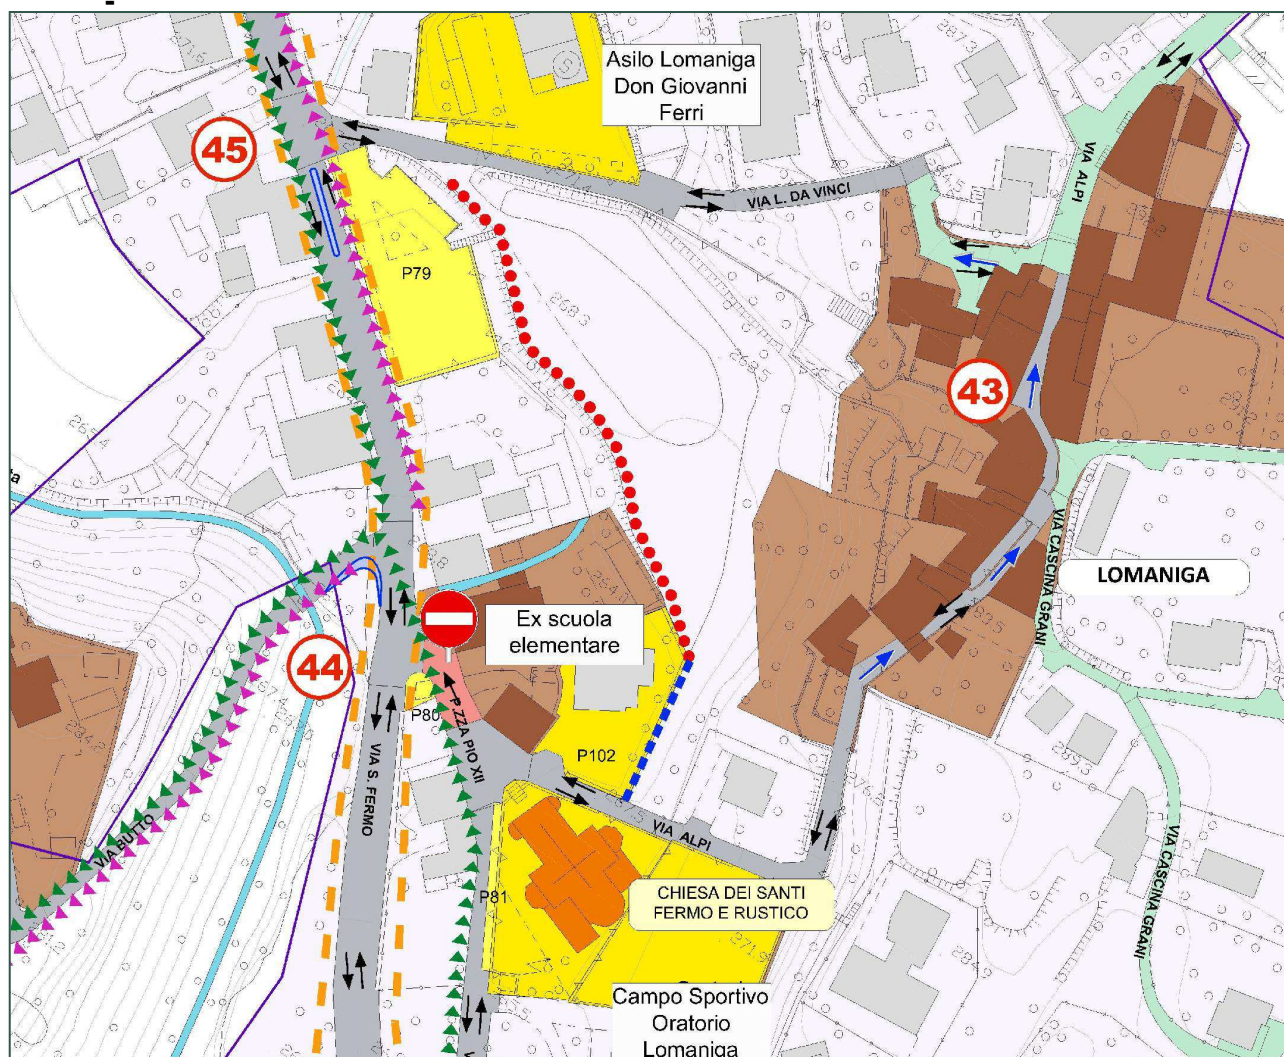 Asilo Lomaniga
Don Giovanni
Ferri
S
45
VIA ALPI
VIA L. DA VINCI
P79
43
VIA CASCINA GRANI
LOMANIGA
Ex scuola
elementare
44
P80
P.ZZA PIO XII
P102
VIA S. FERMO
VIA BUTTO
VIA ALPI
VIA CASCINA GRANI
P81
CHIESA DEI SANTI
FERMO E RUSTICO
Campo Sportivo
Oratorio
Lomaniga